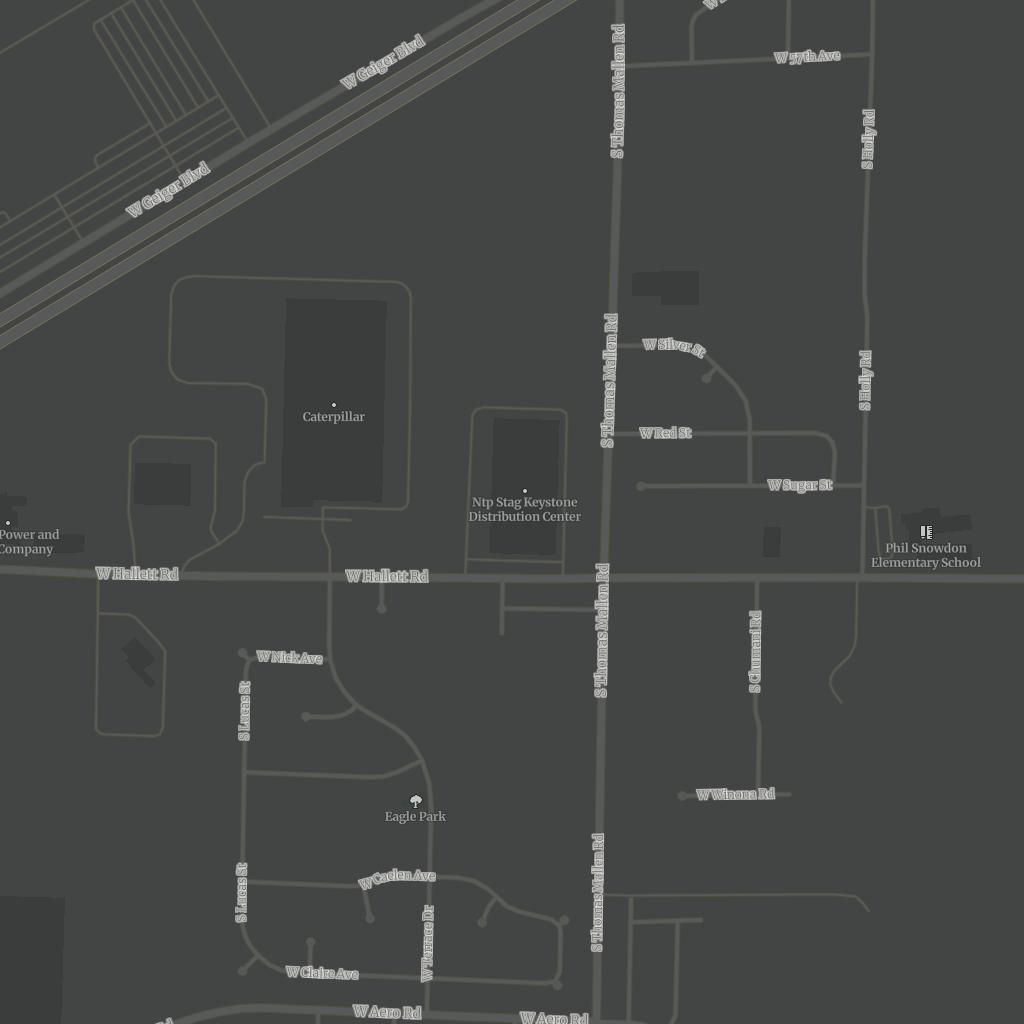 W Geiger Blvd
S Thomas Mallen Rd
W 57th Ave
S Holly Rd
W Geiger Blvd
S Thomas Mallen Rd
W Silver St
S Holly Rd
Caterpillar
W Red St
W Sugar St
Ntp Stag Keystone
Distribution Center
Power and
Company
Phil Snowdon
Elementary School
W Hallett Rd
W Hallett Rd
S Thomas Mallen Rd
S Chumani Rd
W Nick Ave
S Lucas St
W Winona Rd
Eagle Park
S Lucas St
W Caelen Ave
S Thomas Mallen Rd
W Terrace Dr
W Claire Ave
W Aero Rd
W Aero Rd